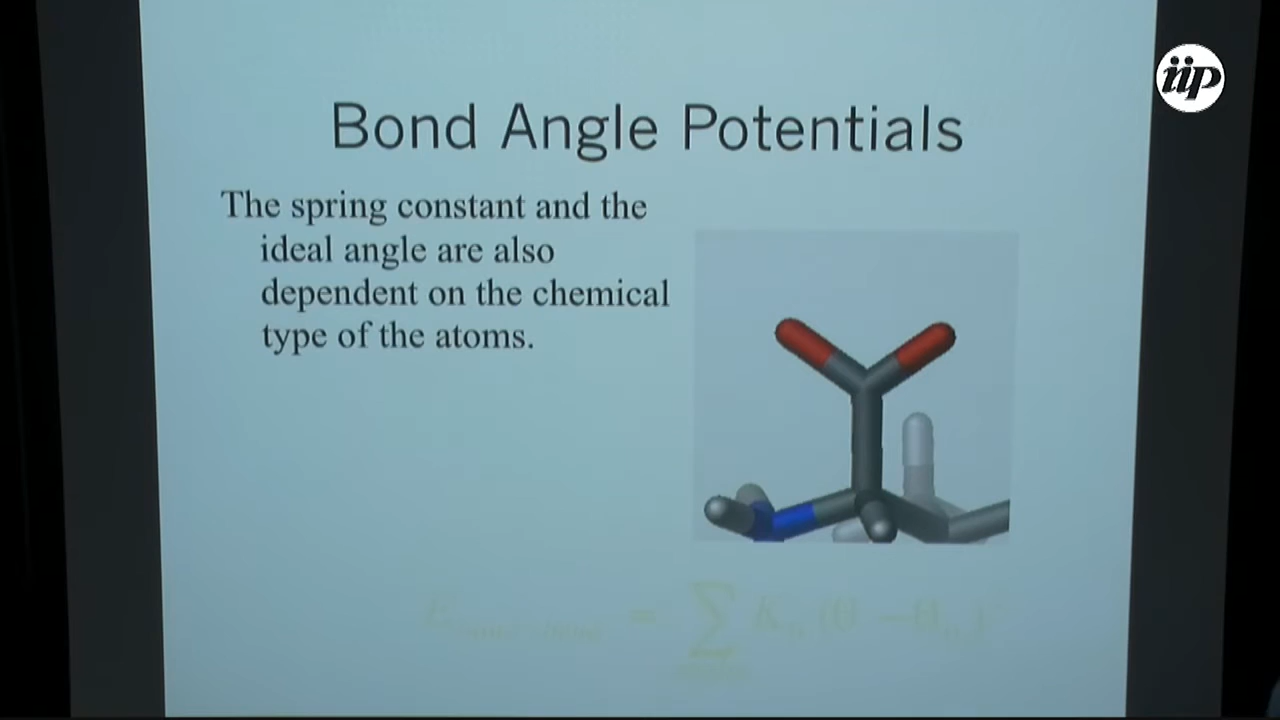 iip
Bond Angle Potentials
The spring constant and the
ideal angle are also
dependent on the chemical
type of the atoms.